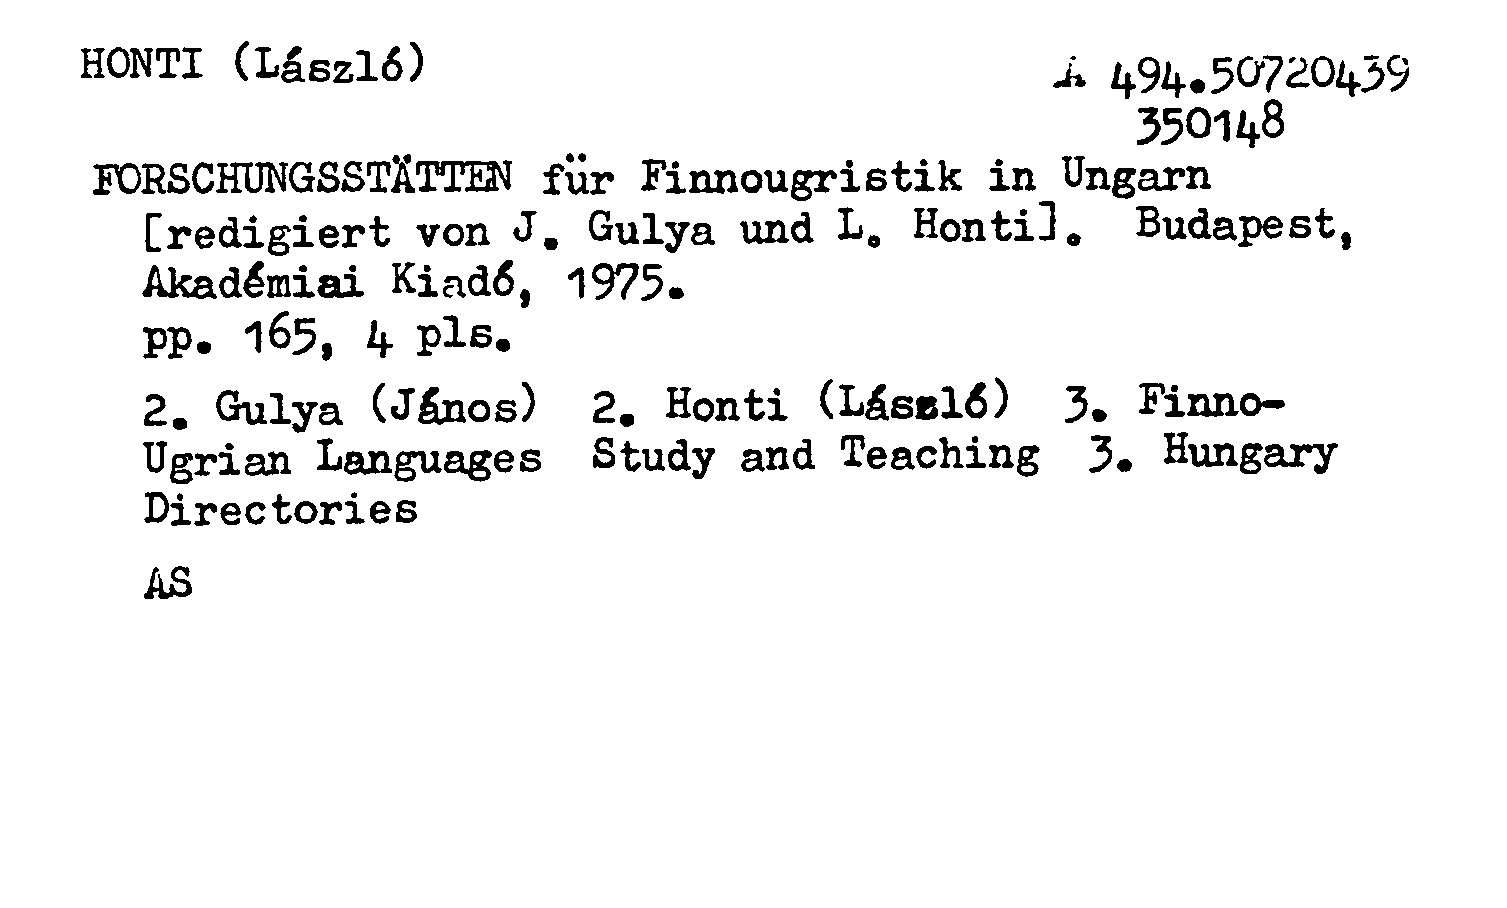 HONTI (László)
A 494.50720439
350148
FORSCHUNGSSTÄTTEN für Finnougristik in Ungarn
[redigiert von J. Gulya und L. Honti]. Budapest,
Akadémiai Kiadó, 1975.
pp. 165, 4 pls.
2. Gulya (János) 2. Honti (László) 3. Finno-
Ugrian Languages Study and Teaching 3. Hungary
Directories
AS